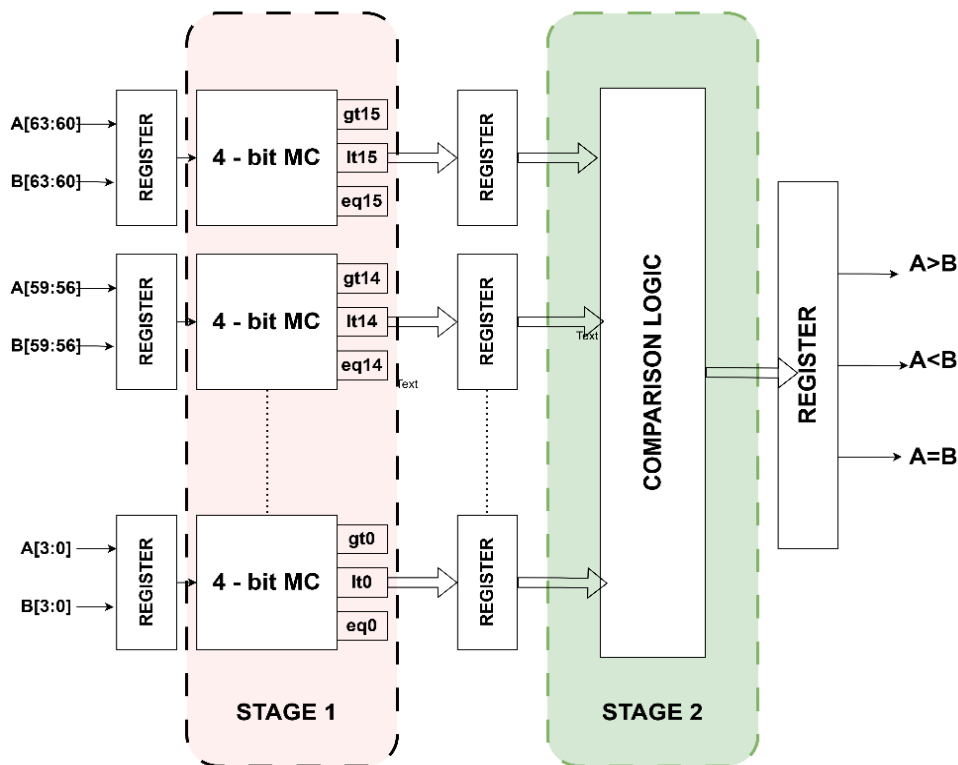 A[63:60]
B[63:60]
REGISTER
4 - bit MC
gt15
lt15
eq15
REGISTER
A[59:56]
B[59:56]
REGISTER
4 - bit MC
gt14
lt14
eq14
Text
REGISTER
Text
A[3:0]
B[3:0]
REGISTER
4 - bit MC
gt0
lt0
eq0
REGISTER
COMPARISON LOGIC
REGISTER
A>B
A<B
A=B
STAGE 1
STAGE 2